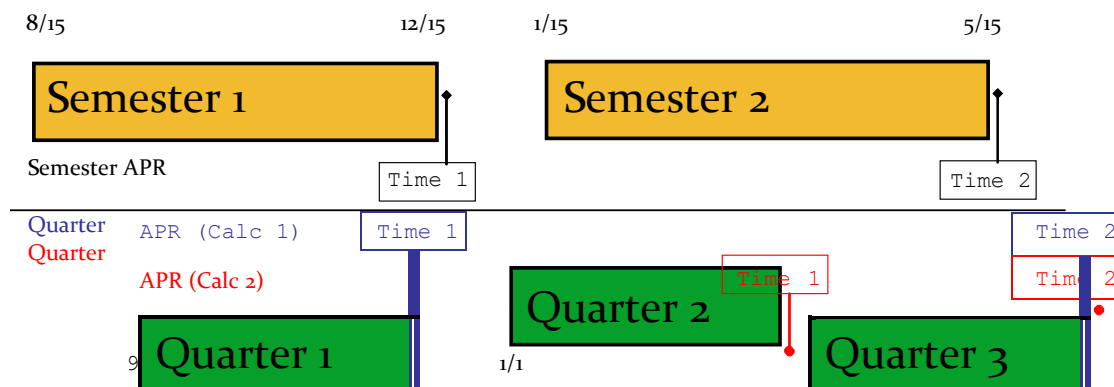 8/15 12/15 1/15 5/15
Semester 1 Semester 2
Semester APR Time 1 Time 2
Quarter APR (Calc 1) Time 1 Time 2
Quarter
APR (Calc 2) Time 1 Time 2
Quarter 1 Quarter 2 Quarter 3
9 1/1